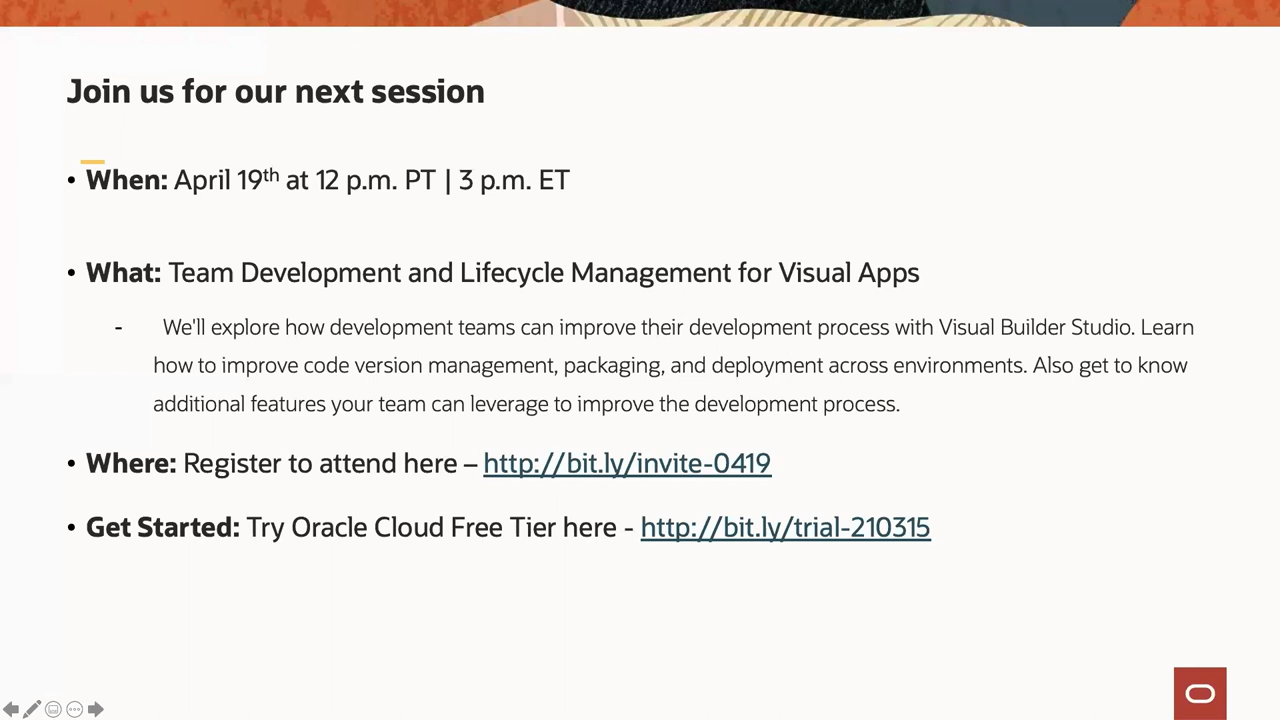 Join us for our next session
• When: April 19th at 12 p.m. PT | 3 p.m. ET
• What: Team Development and Lifecycle Management for Visual Apps
- We'll explore how development teams can improve their development process with Visual Builder Studio. Learn
how to improve code version management, packaging, and deployment across environments. Also get to know
additional features your team can leverage to improve the development process.
• Where: Register to attend here – http://bit.ly/invite-0419
• Get Started: Try Oracle Cloud Free Tier here - http://bit.ly/trial-210315